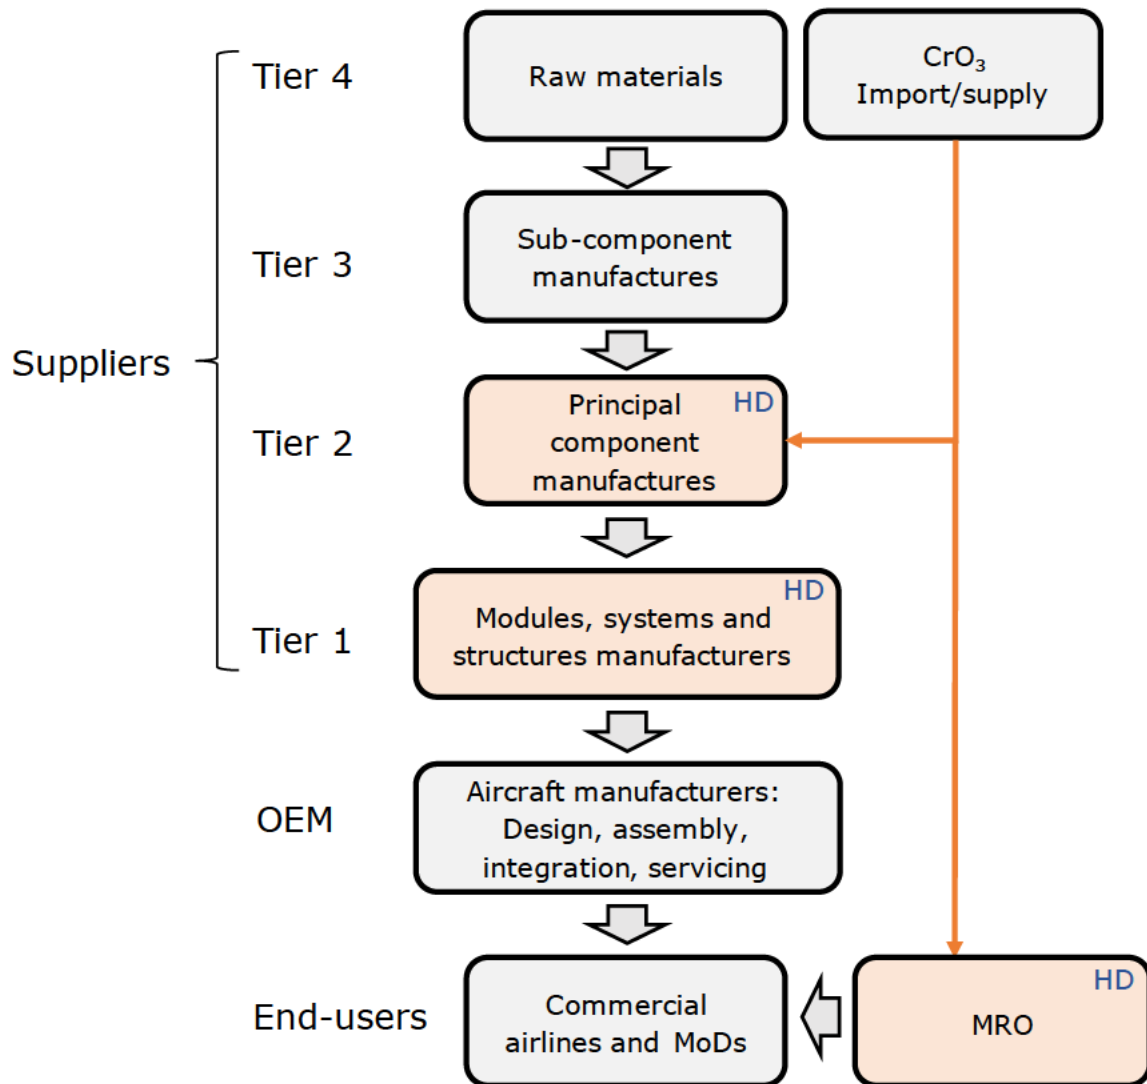 Tier 4
Raw materials
CrO₃
Import/supply
Tier 3
Sub-component
manufactures
Suppliers
Tier 2
Principal
component
manufactures
HD
Tier 1
HD
Modules, systems and
structures manufacturers
OEM
Aircraft manufacturers:
Design, assembly,
integration, servicing
End-users
Commercial
airlines and MoDs
HD
MRO